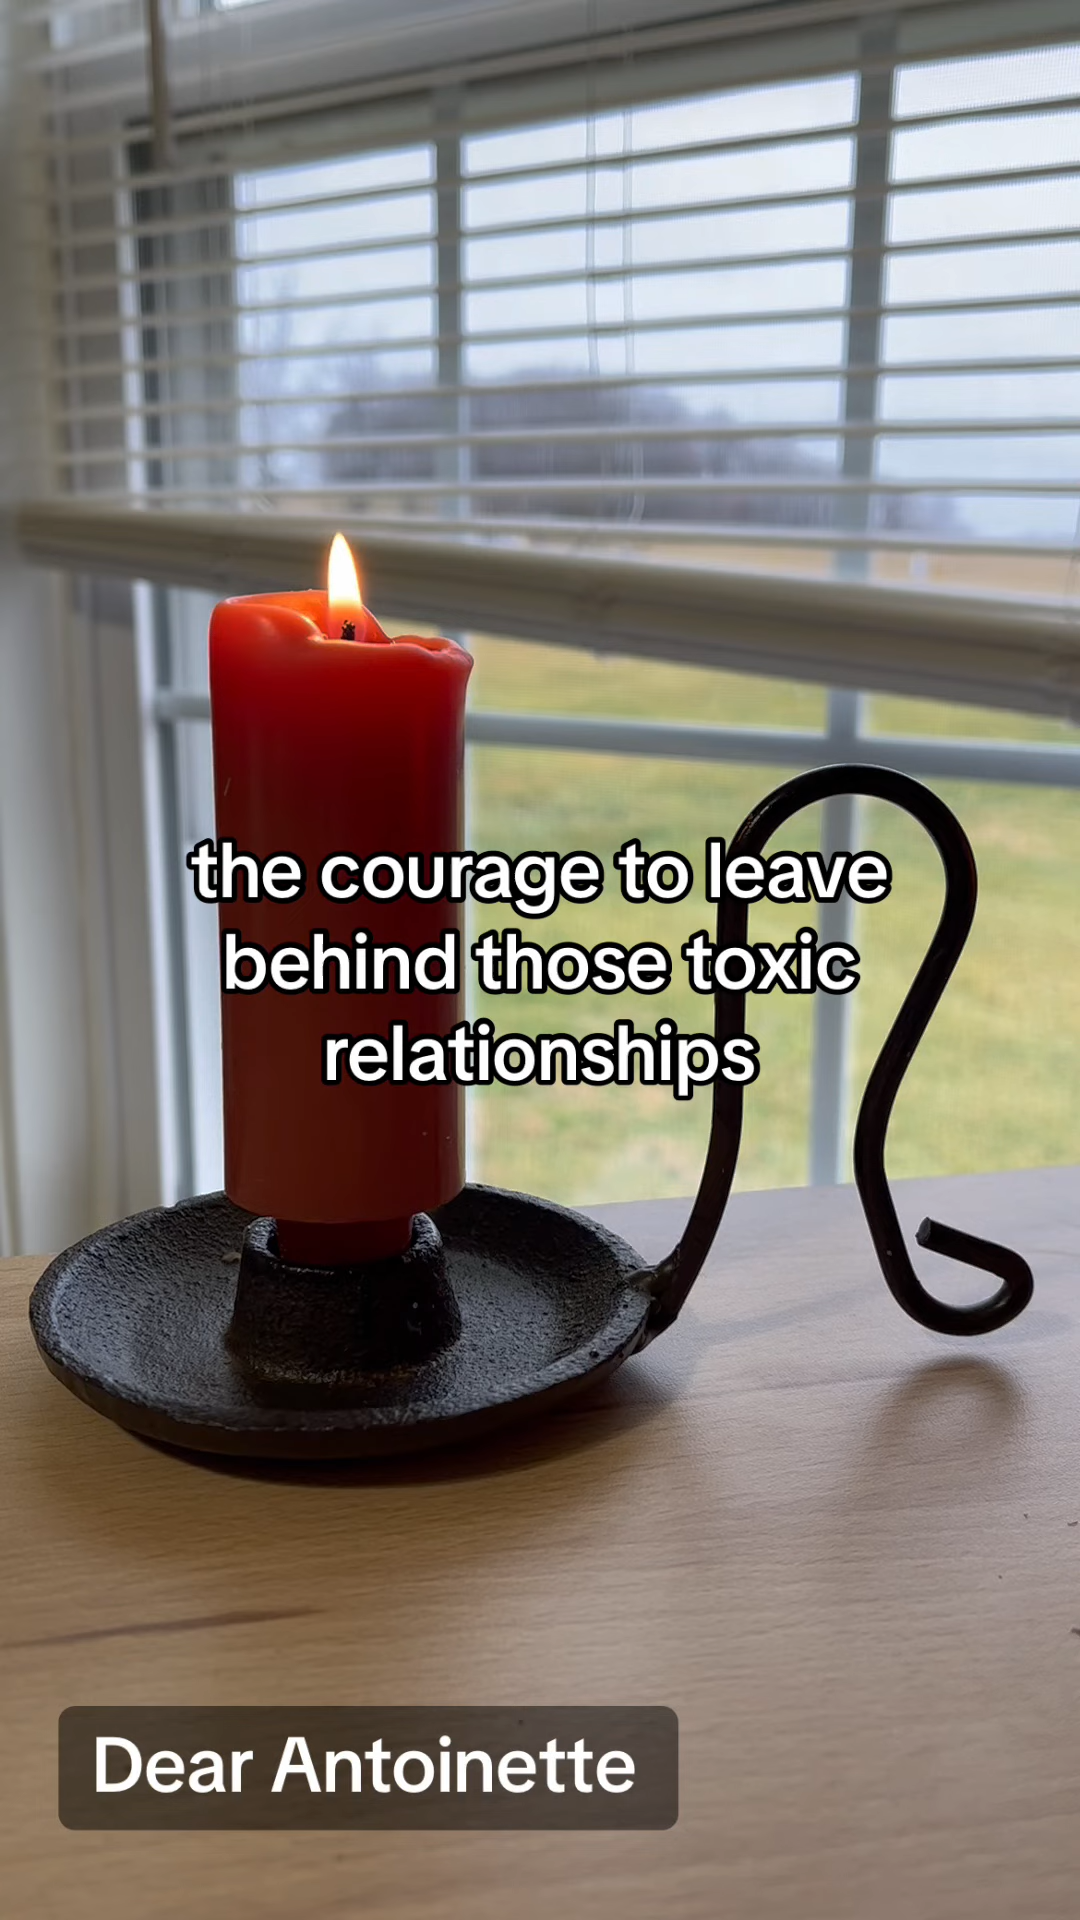 the courage to leave
behind those toxic
relationships
Dear Antoinette